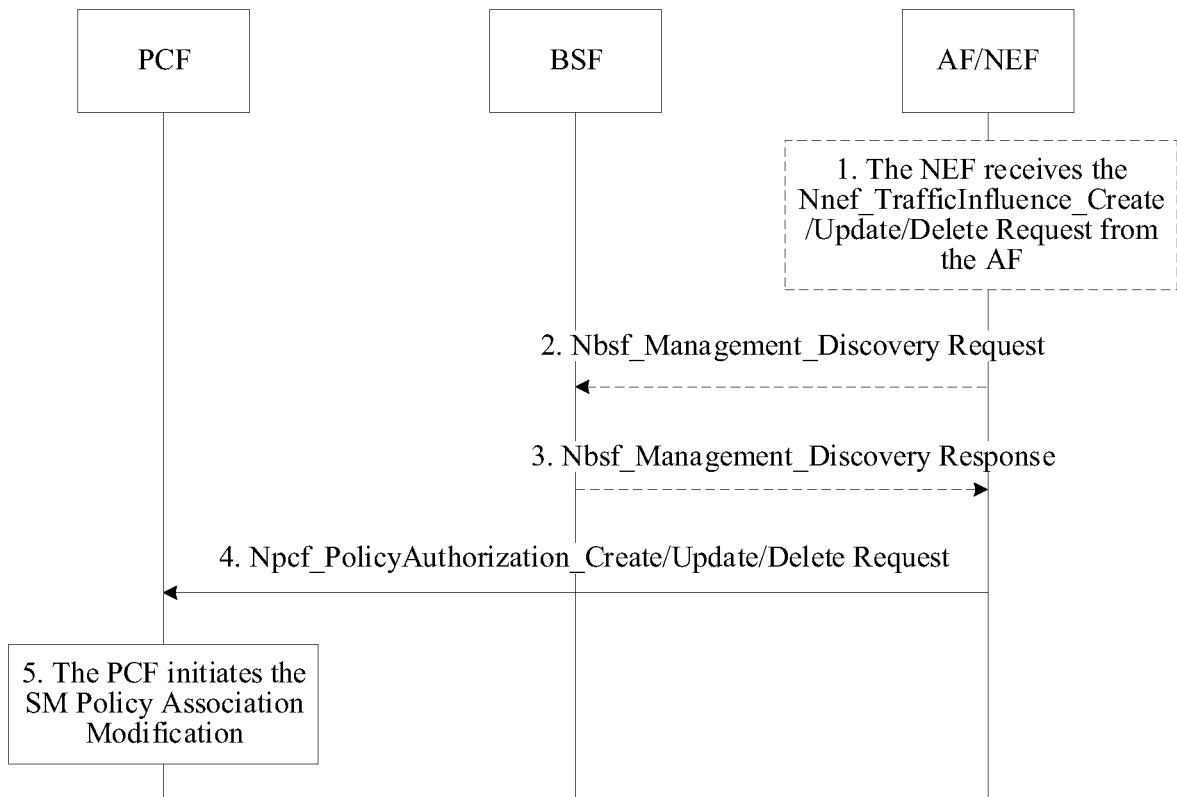 PCF
BSF
AF/NEF
1. The NEF receives the
Nnef_TrafficInfluence_Create
/Update/Delete Request from
the AF
2. Nbsf_Management_Discovery Request
3. Nbsf_Management_Discovery Response
4. Npcf_PolicyAuthorization_Create/Update/Delete Request
5. The PCF initiates the
SM Policy Association
Modification